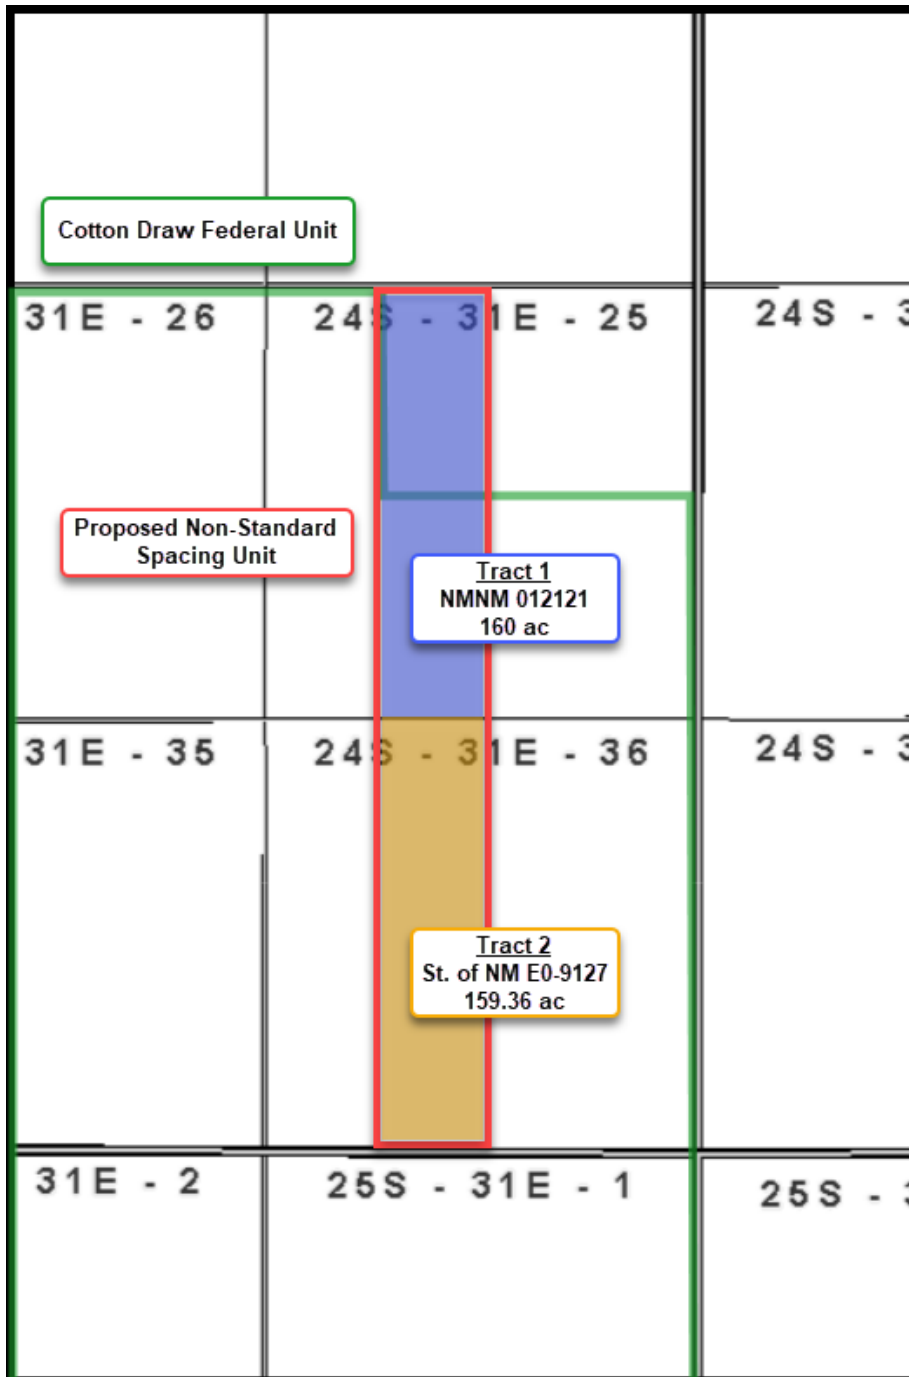 Cotton Draw Federal Unit
31E - 26
24S - 31E - 25
24S - 3
Proposed Non-Standard
Spacing Unit
Tract 1
NMNM 012121
160 ac
31E - 35
24S - 31E - 36
24S - 3
Tract 2
St. of NM E0-9127
159.36 ac
31E - 2
25S - 31E - 1
25S - 3